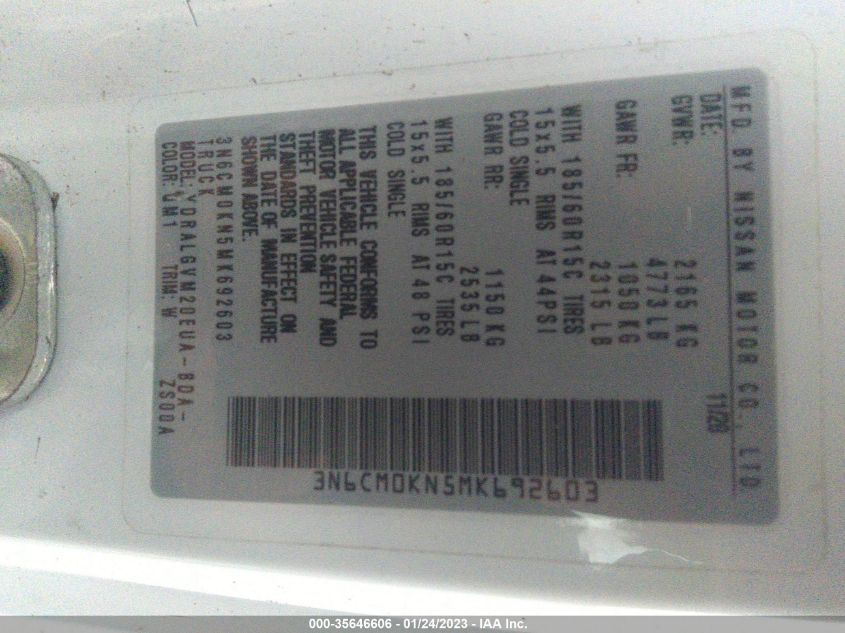 MFD. BY NISSAN MOTOR CO., LTD.
DATE: 11/20
GVWR: 2165 KG
4773 LB
GAWR FR: 1050 KG
2315 LB
WITH 185/60R15C TIRES
15x5.5 RIMS AT 44PSI
COLD SINGLE
GAWR RR: 1150 KG
2535 LB
WITH 185/60R15C TIRES
15x5.5 RIMS AT 48 PSI
COLD SINGLE
THIS VEHICLE CONFORMS TO
ALL APPLICABLE FEDERAL
MOTOR VEHICLE SAFETY AND
THEFT PREVENTION
STANDARDS IN EFFECT ON
THE DATE OF MANUFACTURE
SHOWN ABOVE.
3N6CM0KN5MK692603
TRUCK
MODEL: YDRALGVM20EUA-80A-
ZS00A
COLOR: QM1 TRIM: W
3N6CM0KN5MK692603
000-35646606 - 01/24/2023 - IAA Inc.